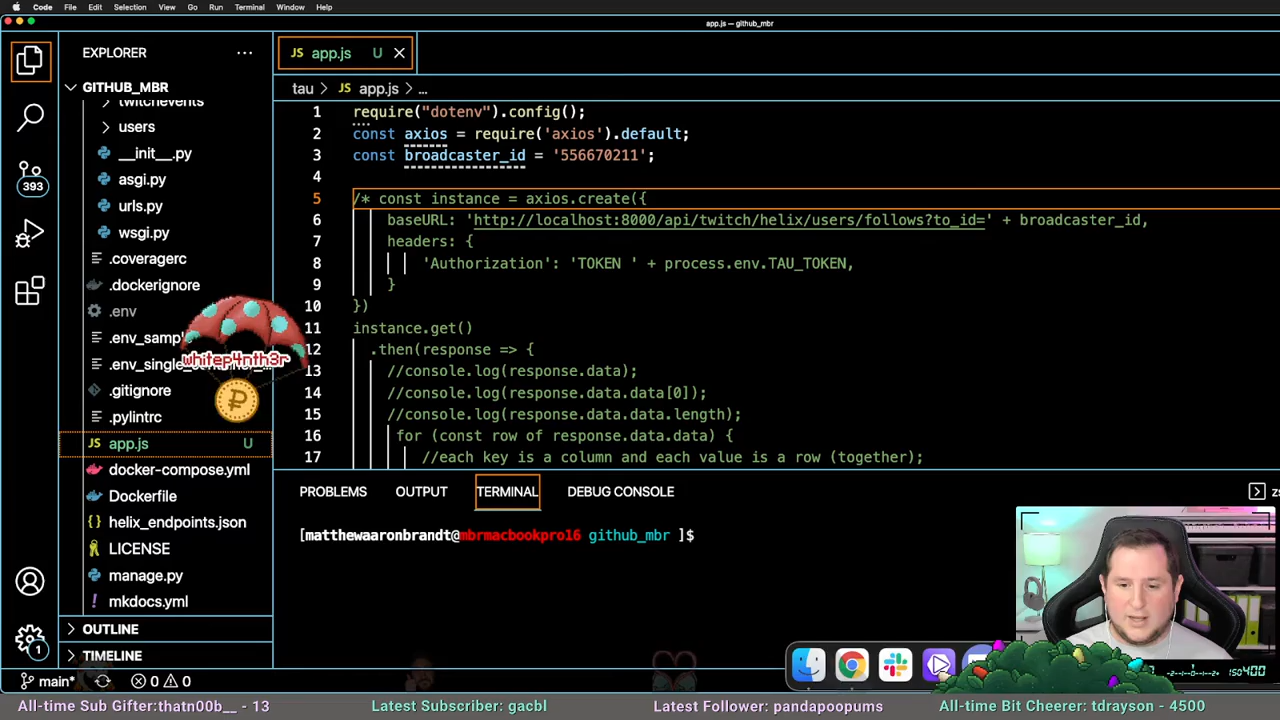 Code File Edit Selection View Go Run Terminal Window Help
app.js — github_mbr
EXPLORER ...
JS app.js U
GITHUB_MBR
tau > JS app.js > ...
twitchevents
users
__init__.py
asgi.py
urls.py
wsgi.py
.coveragerc
.dockerignore
.env
.env_sampl
.env_single_
.gitignore
.pylintrc
JS app.js U
docker-compose.yml
Dockerfile
{} helix_endpoints.json
LICENSE
manage.py
! mkdocs.yml
OUTLINE
TIMELINE
393
1
whitep4nth3r
1 require("dotenv").config();
2 const axios = require('axios').default;
3 const broadcaster_id = '556670211';
4
5 /* const instance = axios.create({
6 baseURL: 'http://localhost:8000/api/twitch/helix/users/follows?to_id=' + broadcaster_id,
7 headers: {
8 'Authorization': 'TOKEN ' + process.env.TAU_TOKEN,
9 }
10 })
11 instance.get()
12 .then(response => {
13 //console.log(response.data);
14 //console.log(response.data.data[0]);
15 //console.log(response.data.data.length);
16 for (const row of response.data.data) {
17 //each key is a column and each value is a row (together);
PROBLEMS OUTPUT TERMINAL DEBUG CONSOLE
[matthewaaronbrandt@mbrmacbookpro16 github_mbr ]$
main* 0 0
ISO400
All-time Sub Gifter:thatn00b__ - 13 Latest Subscriber: gacbl Latest Follower: pandapoopums All-time Bit Cheerer: tdrayson - 4500